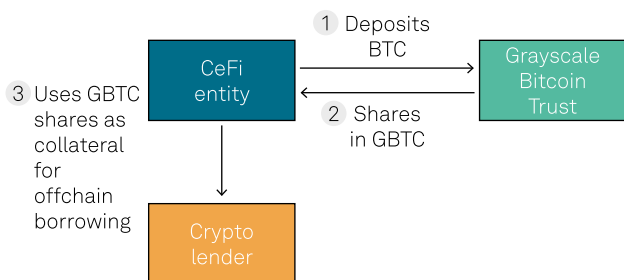 1 Deposits
BTC
CeFi
entity
Grayscale
Bitcoin
Trust
2 Shares
in GBTC
3 Uses GBTC
shares as
collateral
for
offchain
borrowing
Crypto
lender